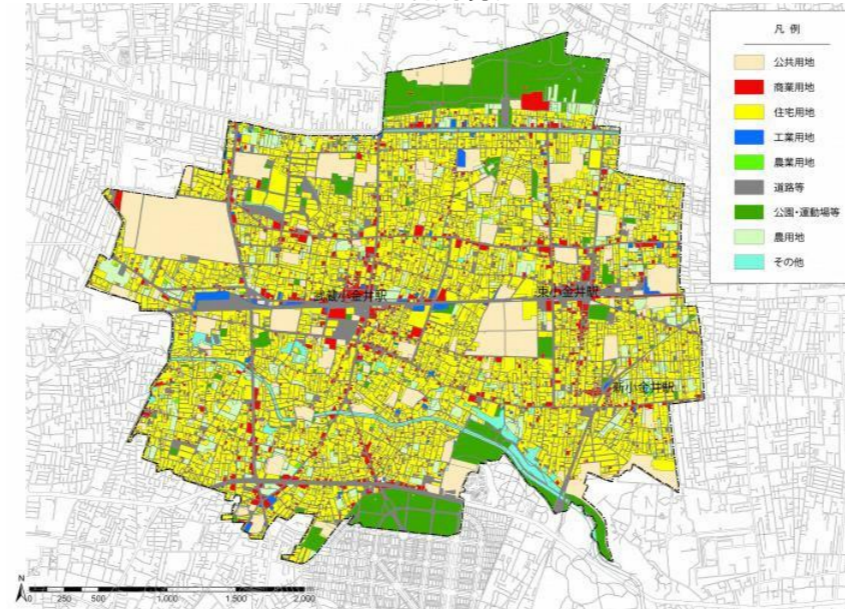 凡例
公共用地
商業用地
住宅用地
工業用地
農業用地
道路等
公園・運動場等
農用地
その他
武蔵小金井駅
東小金井駅
新小金井駅
N
0 250 500 1,000 1,500 2,000